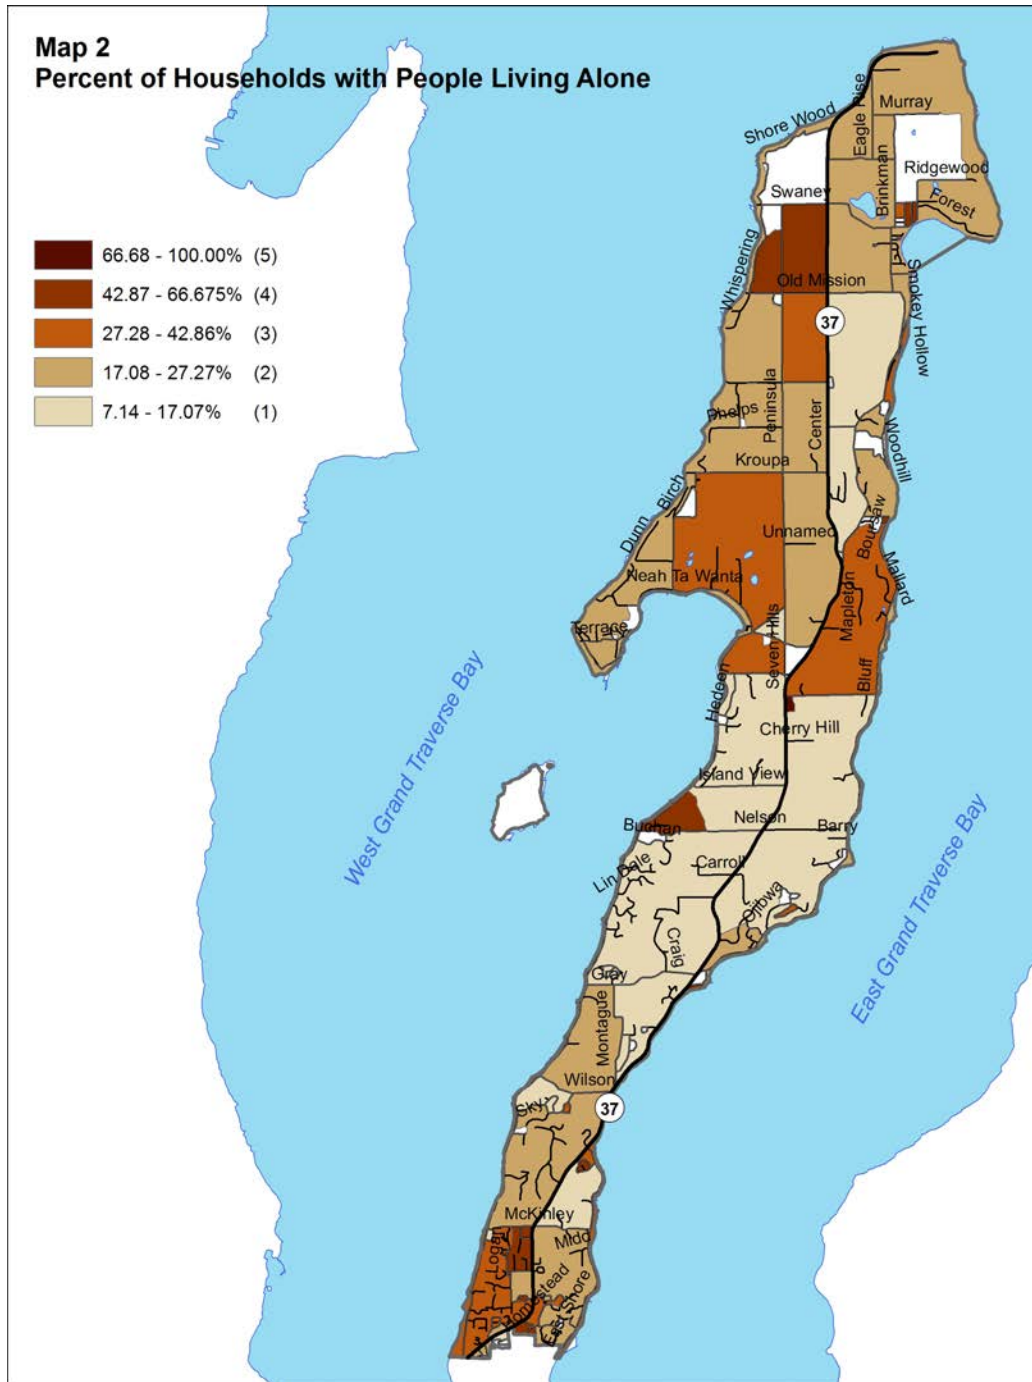 Map 2
Percent of Households with People Living Alone
66.68 - 100.00% (5)
42.87 - 66.675% (4)
27.28 - 42.86% (3)
17.08 - 27.27% (2)
7.14 - 17.07% (1)
Shore Wood
Eagle Rise
Murray
Swaney
Brinkman
Ridgewood
Forest
Whispering
Old Mission
Smokey Hollow
37
Peninsula
Center
Phelps
Woodhill
Kroupa
Birch
Dunn
Unnamed
Boursaw
Mallard
Neah Ta Wanta
Mapleton
Terrace
Seven Hills
Bluff
Hedeen
Cherry Hill
Island View
West Grand Traverse Bay
Buchan
Nelson
Barry
Lin Dale
Carroll
Ojibwa
East Grand Traverse Bay
Craig
Gray
Montague
Wilson
Sky
37
McKinley
Logan
Homestead
East Shore